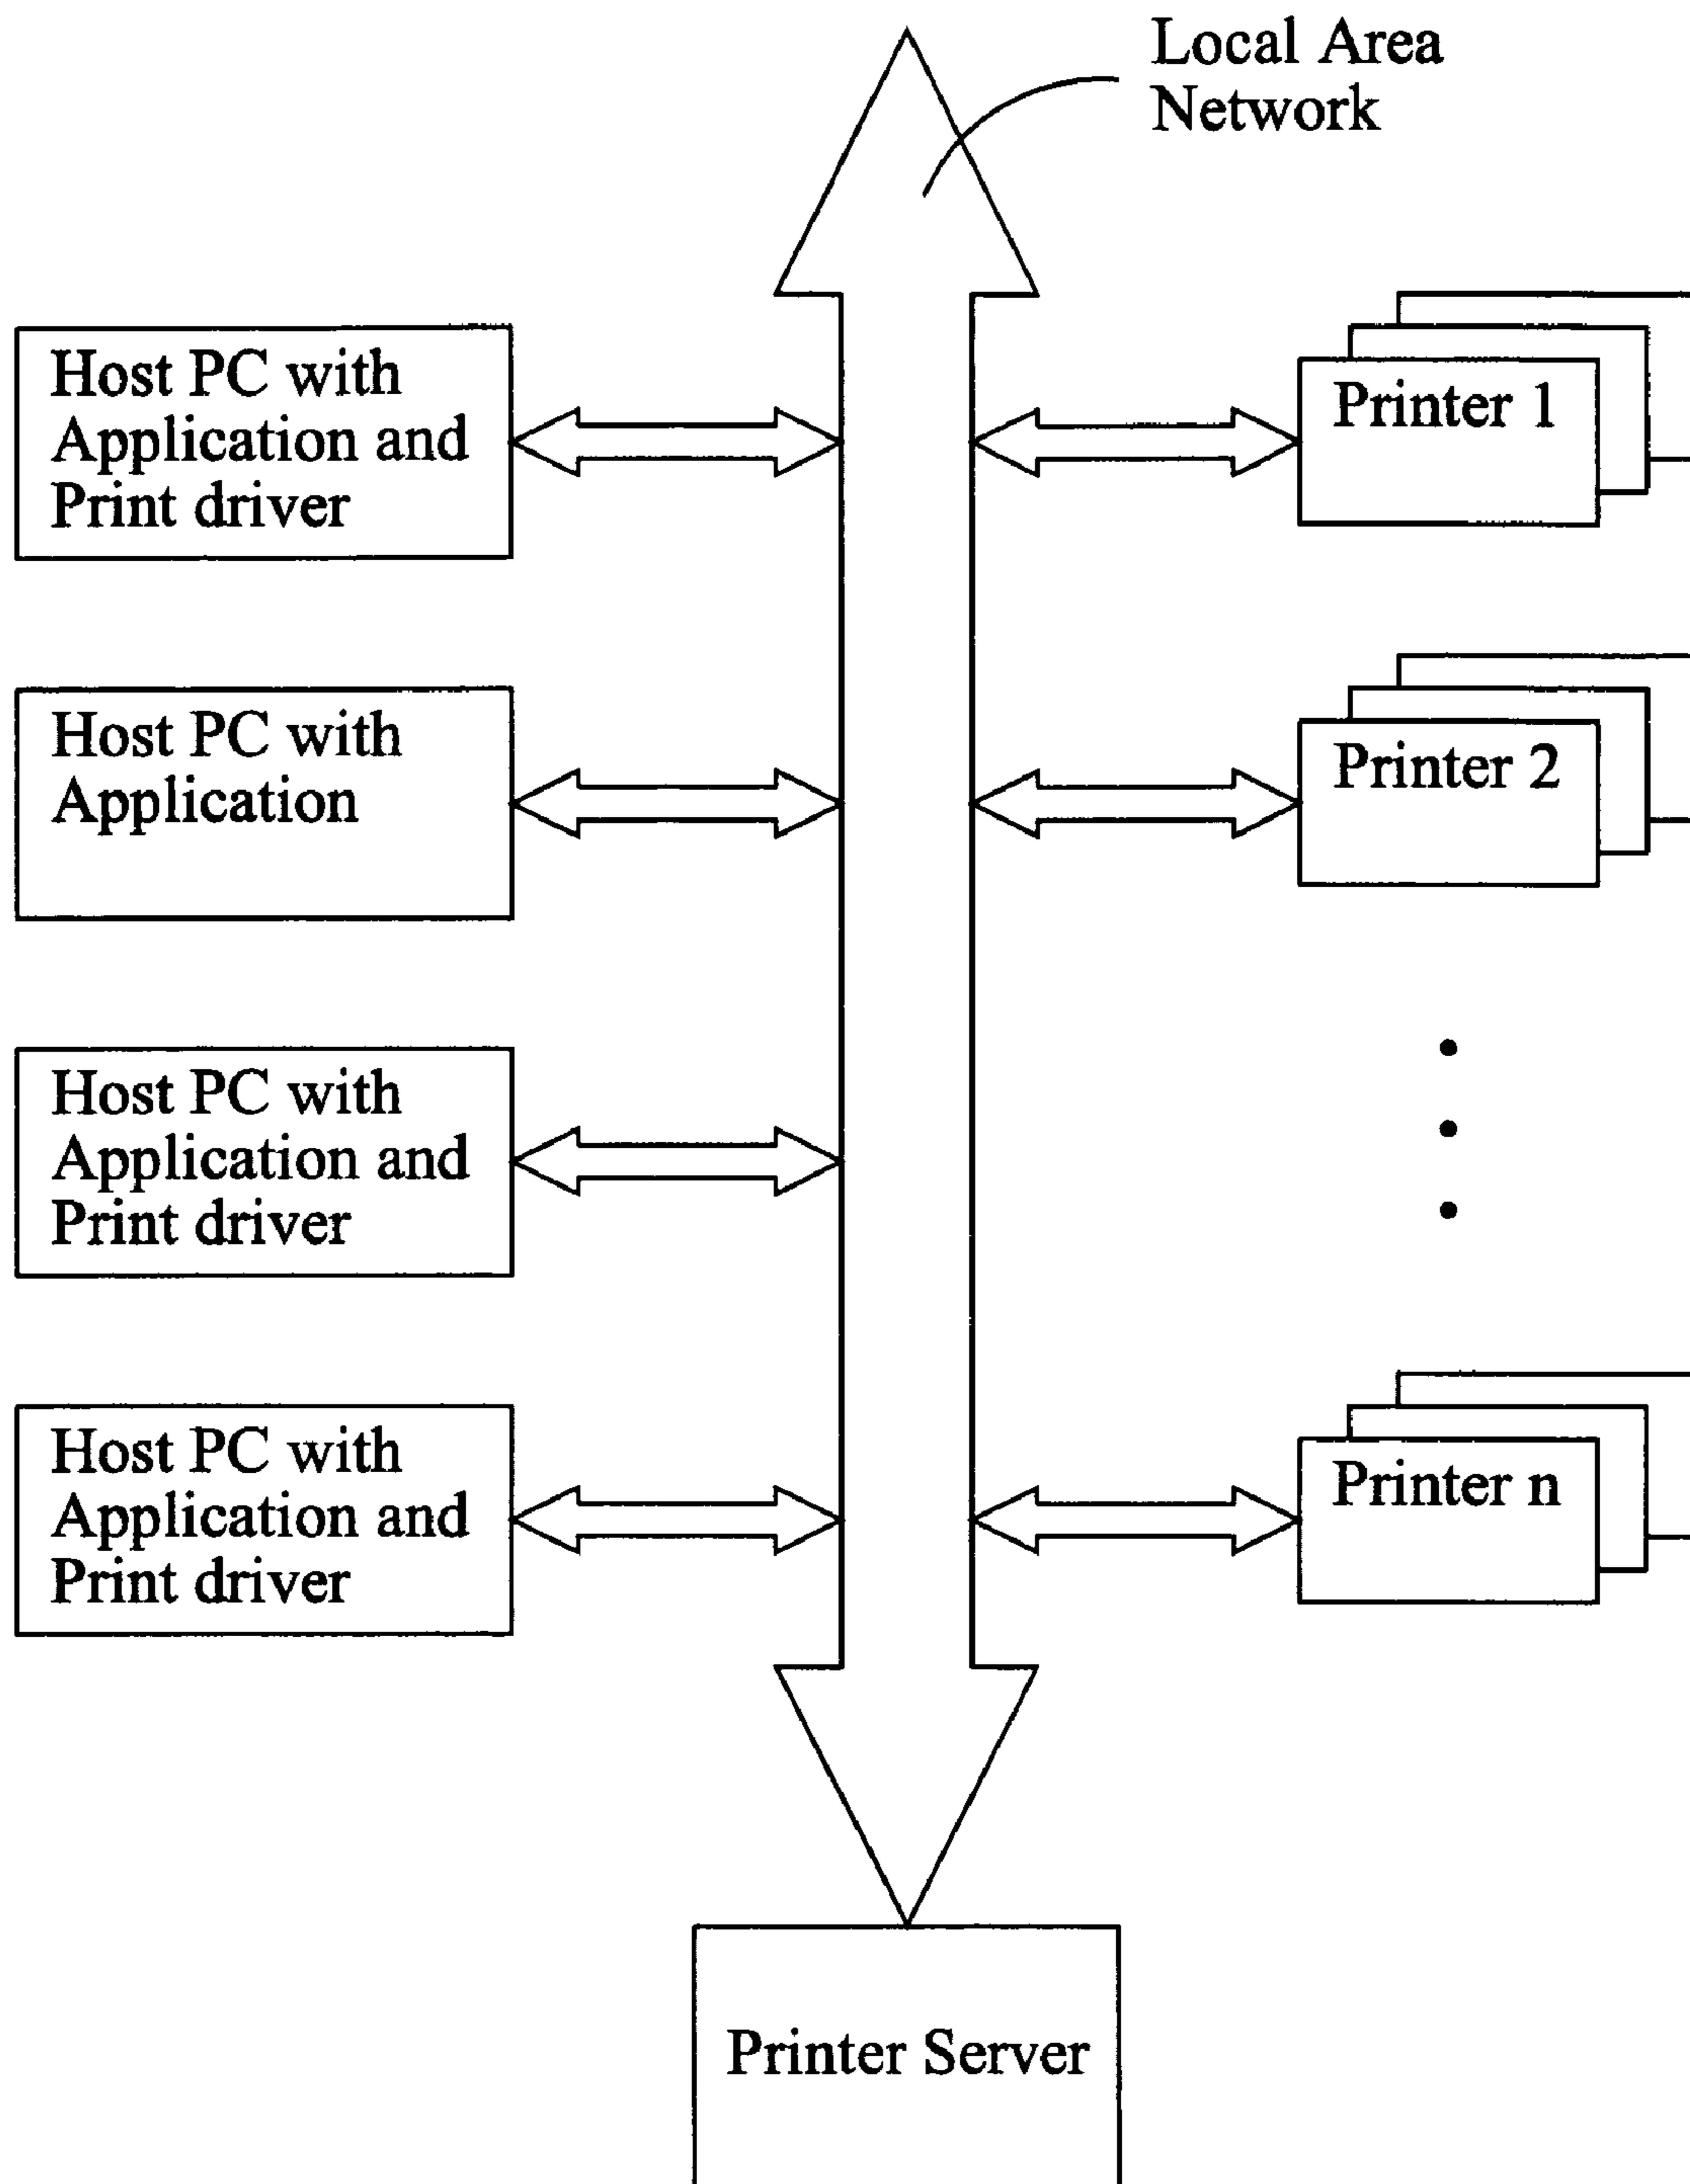 Local Area
Network
Host PC with
Application and
Print driver
Printer 1
Host PC with
Application
Printer 2
Host PC with
Application and
Print driver
Host PC with
Application and
Print driver
Printer n
Printer Server